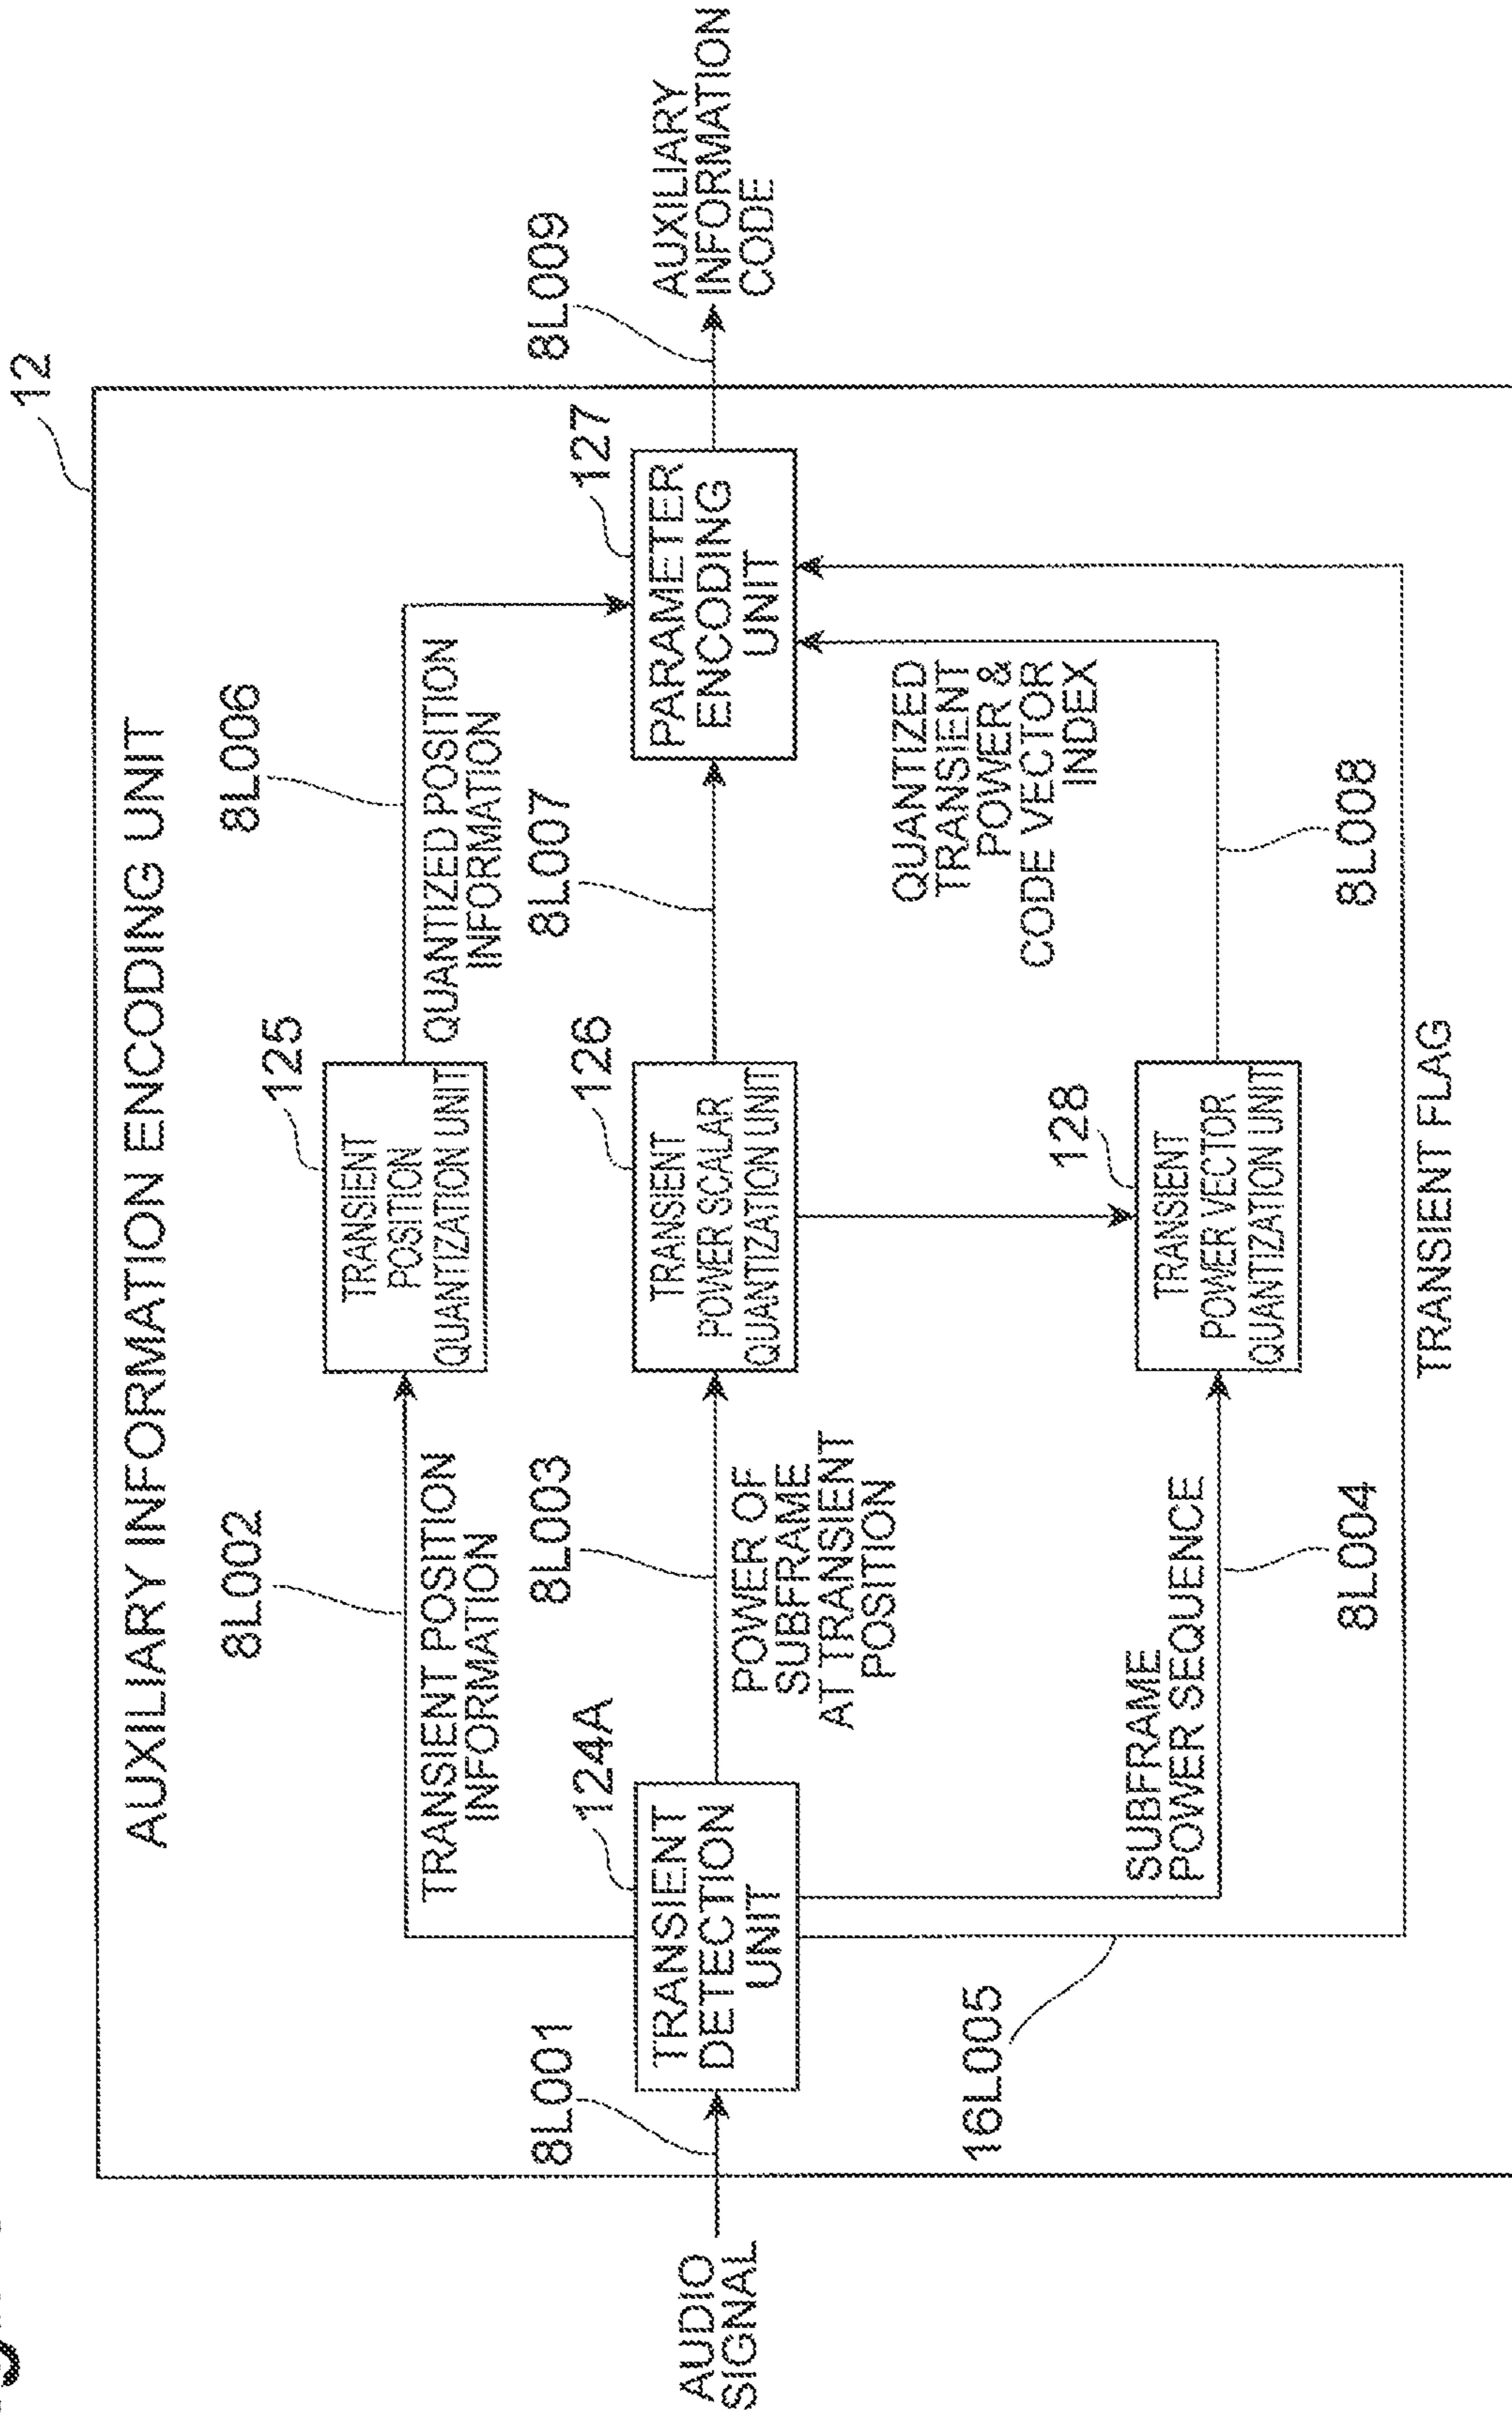 12
AUXILIARY INFORMATION ENCODING UNIT
8L002
125
8L006
TRANSIENT
POSITION
QUANTIZATION UNIT
TRANSIENT POSITION
INFORMATION
QUANTIZED POSITION
INFORMATION
8L001
124A
8L003
126
8L007
127
8L009
AUDIO
SIGNAL
TRANSIENT
DETECTION
UNIT
TRANSIENT
POWER SCALAR
QUANTIZATION UNIT
PARAMETER
ENCODING
UNIT
AUXILIARY
INFORMATION
CODE
POWER OF
SUBFRAME
AT TRANSIENT
POSITION
QUANTIZED
TRANSIENT
POWER &
CODE VECTOR
INDEX
16L005
128
SUBFRAME
POWER SEQUENCE
TRANSIENT
POWER VECTOR
QUANTIZATION UNIT
8L004
8L008
TRANSIENT FLAG